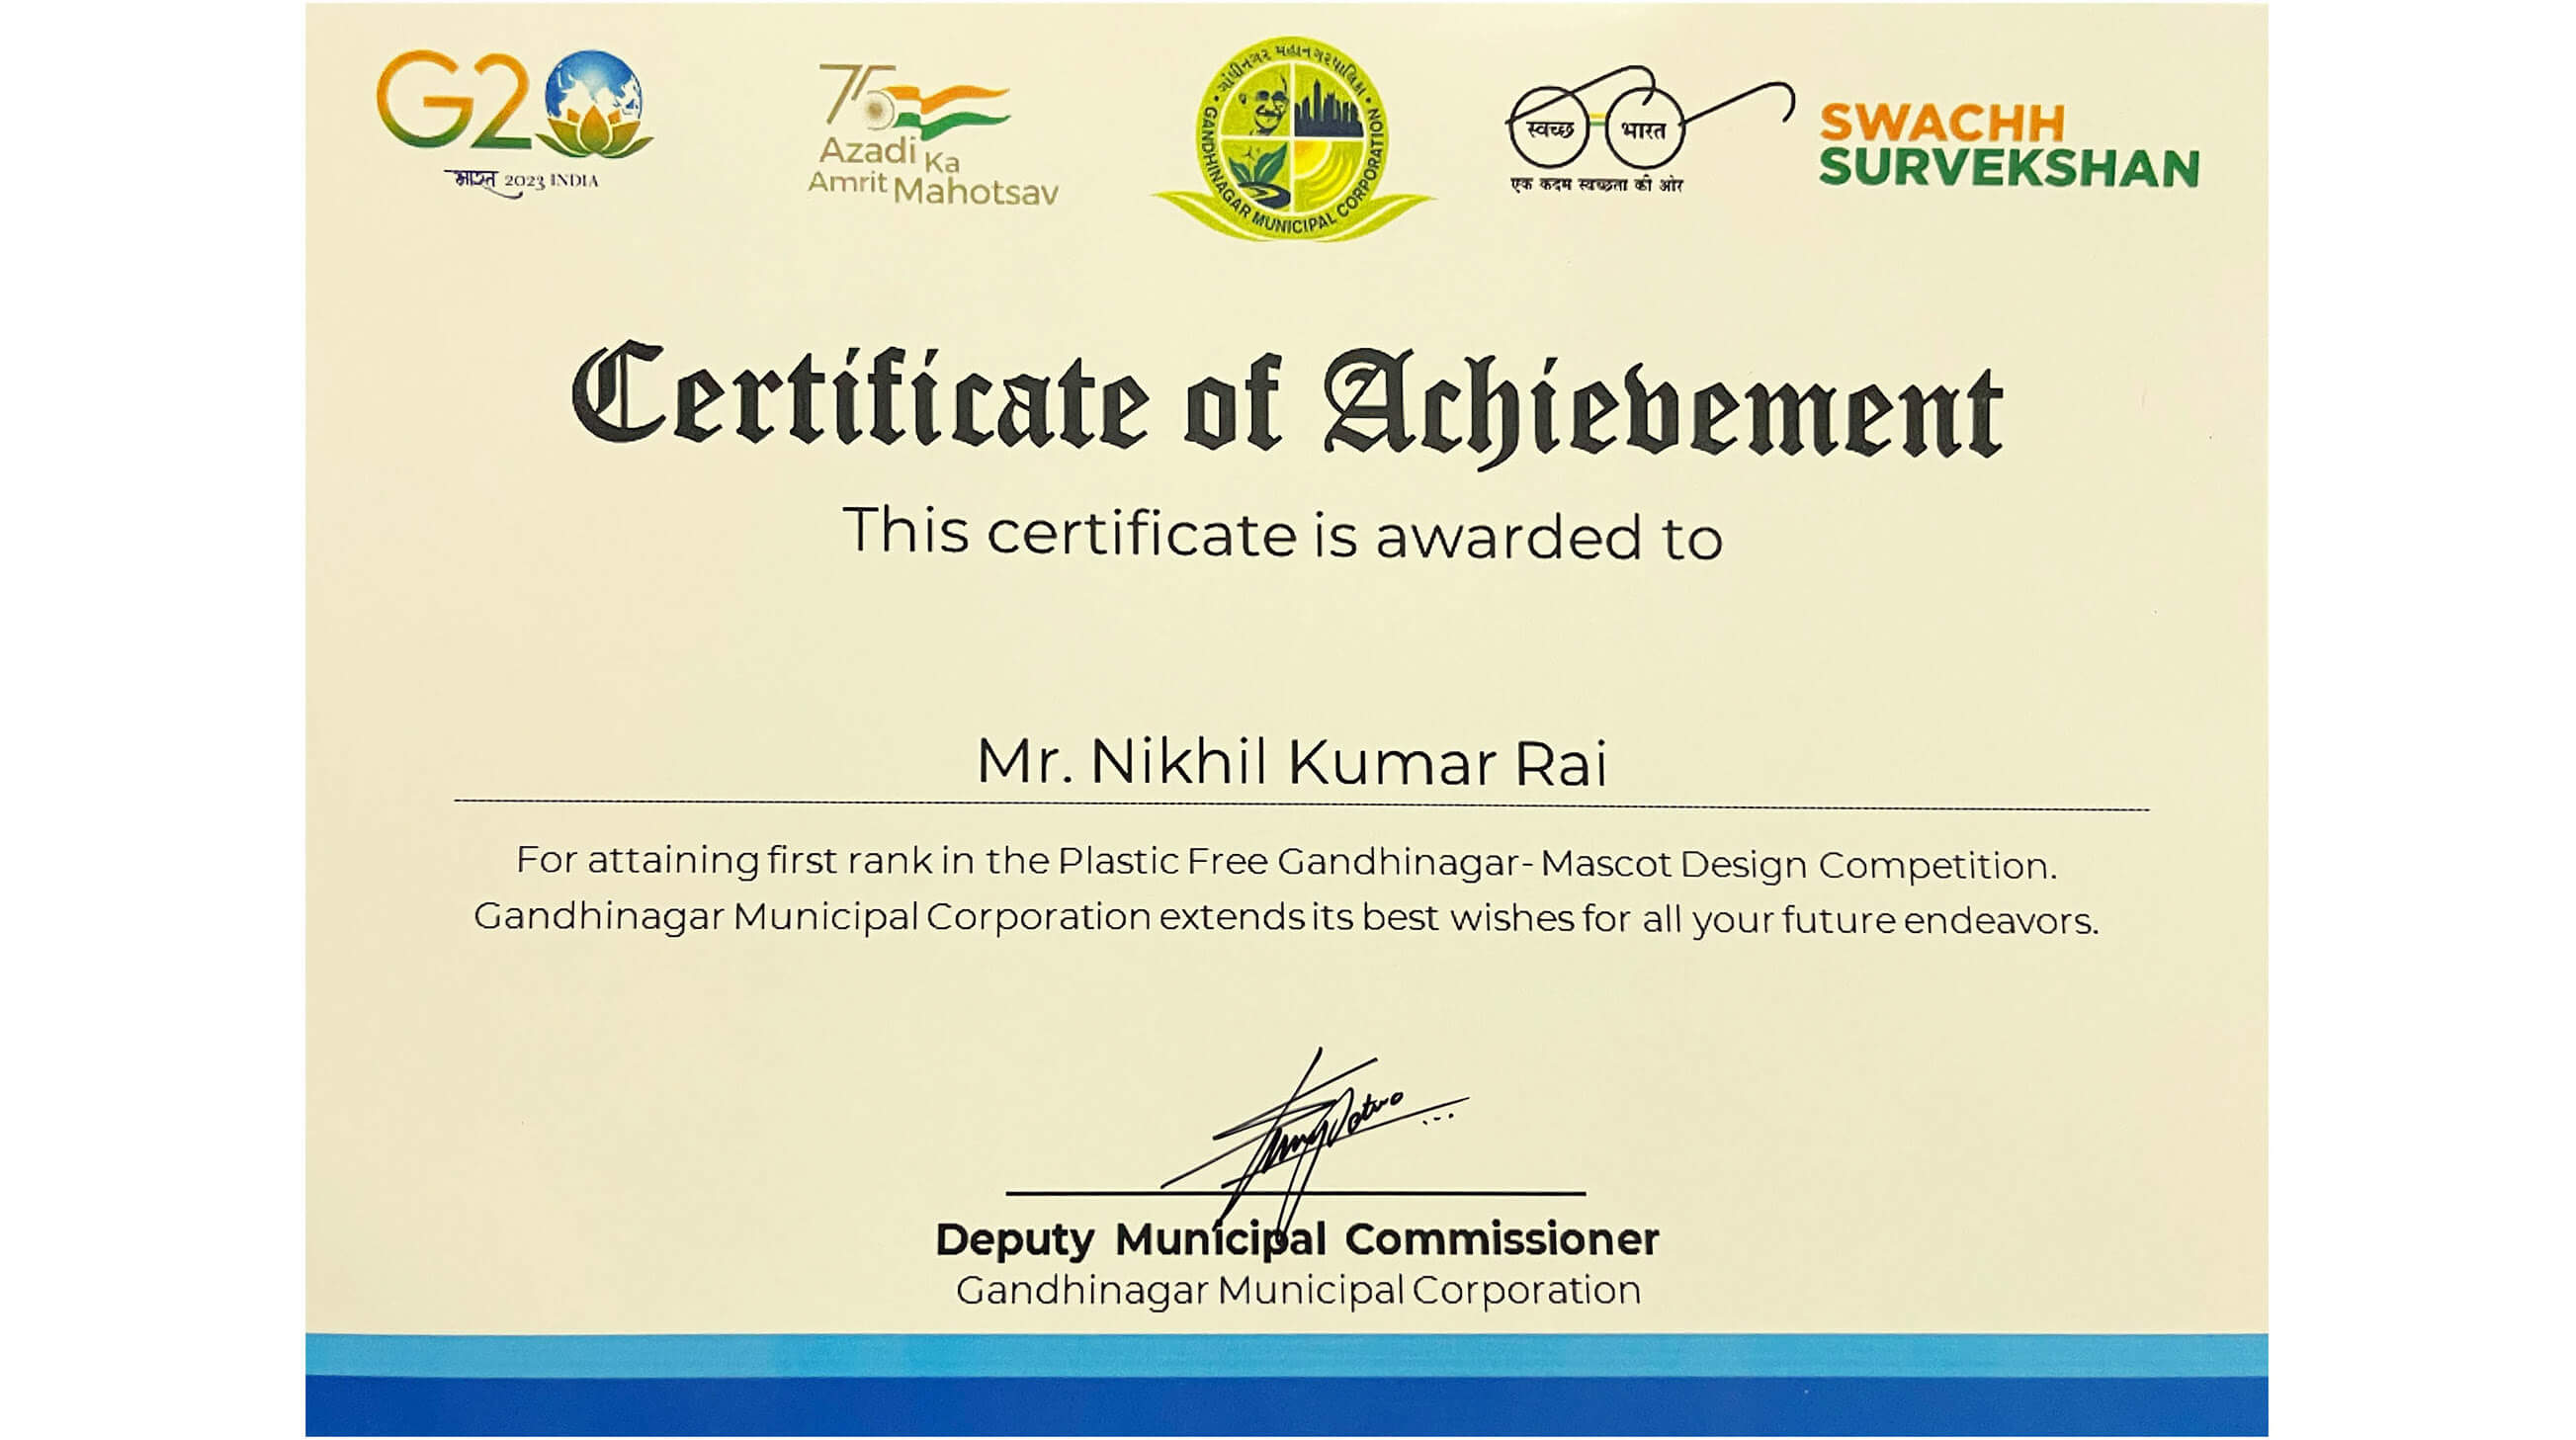 G20
भारत 2023 INDIA
75
Azadi Ka
Amrit Mahotsav
ગાંધીનગર મહાનગરપાલિકા
GANDHINAGAR MUNICIPAL CORPORATION
स्वच्छ भारत
एक कदम स्वच्छता की ओर
SWACHH
SURVEKSHAN
Certificate of Achievement
This certificate is awarded to
Mr. Nikhil Kumar Rai
For attaining first rank in the Plastic Free Gandhinagar- Mascot Design Competition.
Gandhinagar Municipal Corporation extends its best wishes for all your future endeavors.
Deputy Municipal Commissioner
Gandhinagar Municipal Corporation